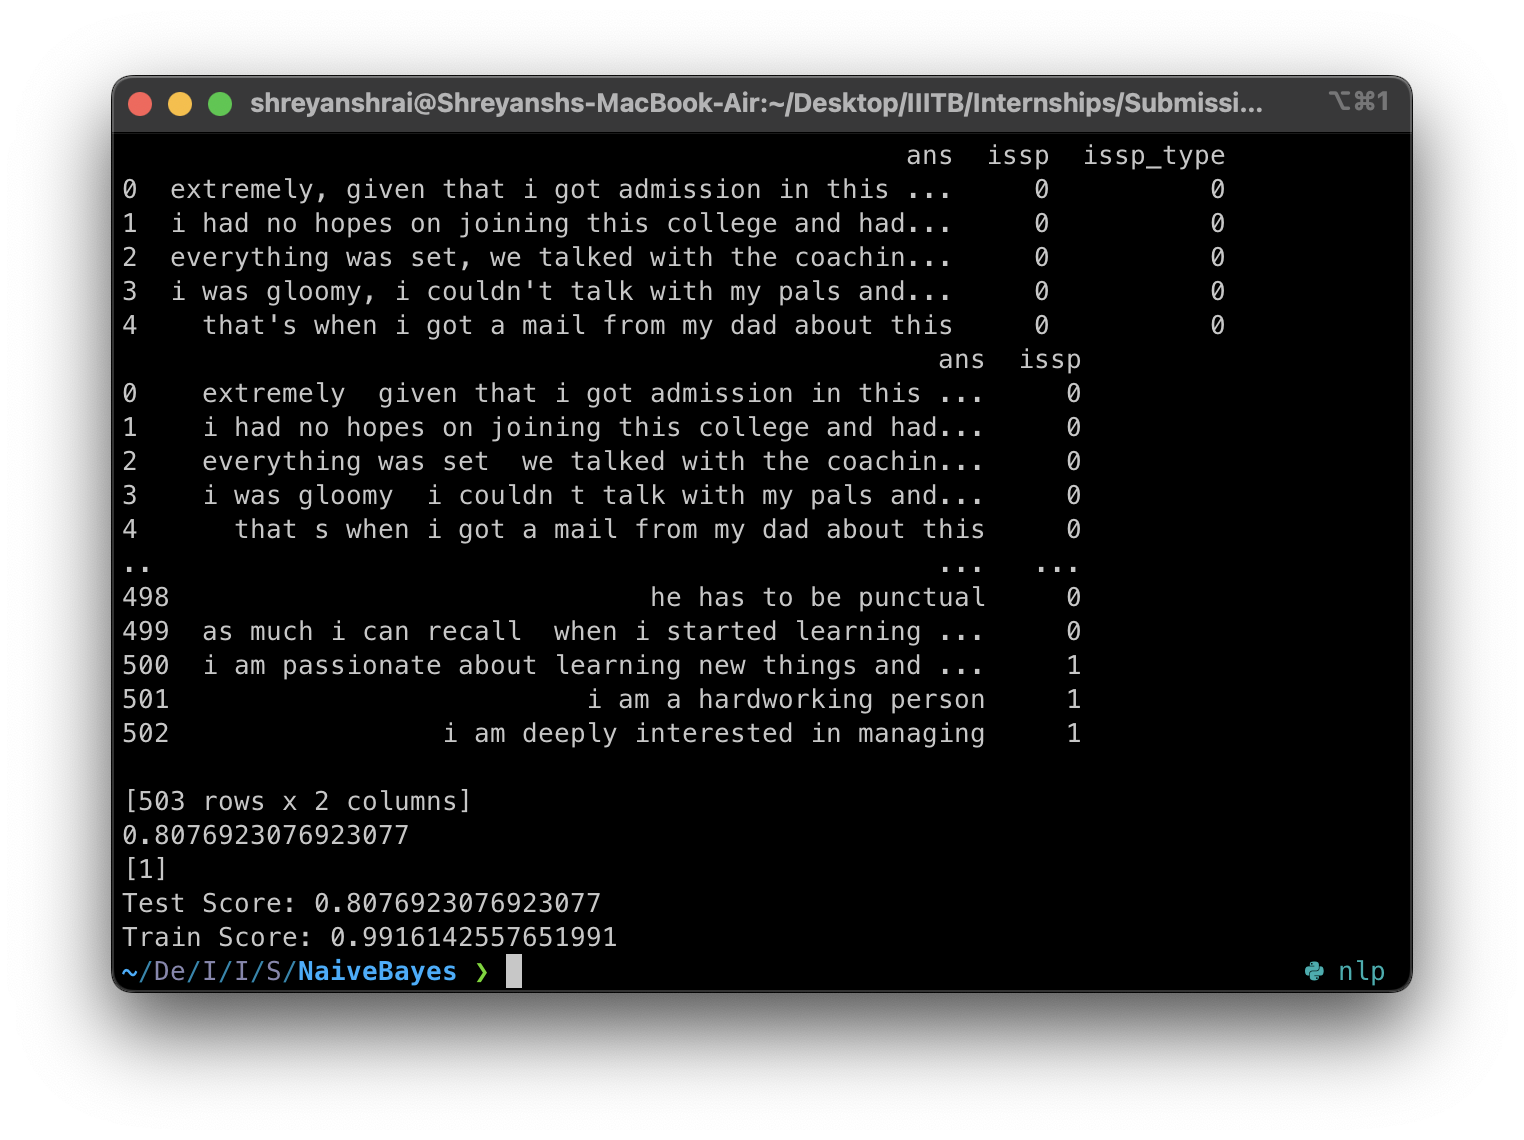 shreyanshrai@Shreyanshs-MacBook-Air:~/Desktop/IIITB/Internships/Submissi... ⌥⌘1
ans issp issp_type
0 extremely, given that i got admission in this ... 0 0
1 i had no hopes on joining this college and had... 0 0
2 everything was set, we talked with the coachin... 0 0
3 i was gloomy, i couldn't talk with my pals and... 0 0
4 that's when i got a mail from my dad about this 0 0
ans issp
0 extremely  given that i got admission in this ... 0
1 i had no hopes on joining this college and had... 0
2 everything was set  we talked with the coachin... 0
3 i was gloomy  i couldn t talk with my pals and... 0
4 that s when i got a mail from my dad about this 0
.. ... ...
498 he has to be punctual 0
499 as much i can recall  when i started learning ... 0
500 i am passionate about learning new things and ... 1
501 i am a hardworking person 1
502 i am deeply interested in managing 1
[503 rows x 2 columns]
0.8076923076923077
[1]
Test Score: 0.8076923076923077
Train Score: 0.9916142557651991
~/De/I/I/S/NaiveBayes ❯ nlp